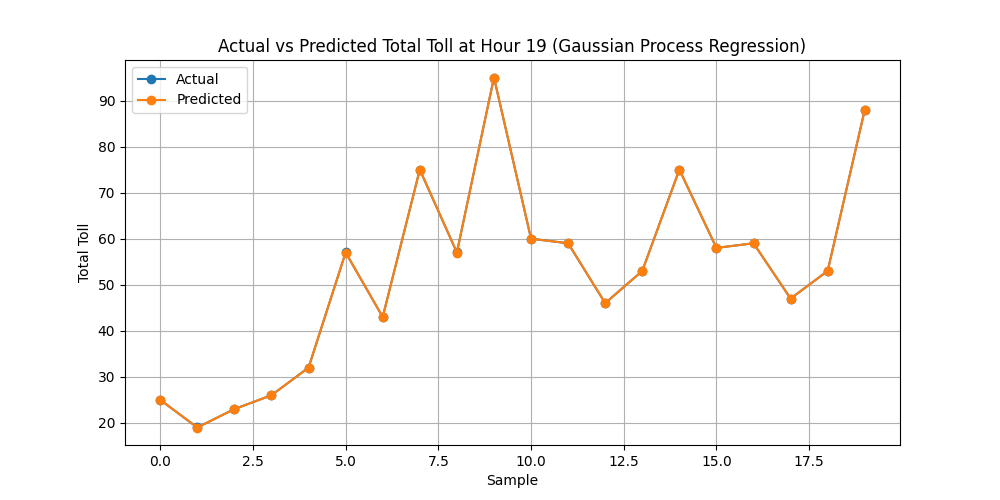 Actual vs Predicted Total Toll at Hour 19 (Gaussian Process Regression)
Actual
Predicted
90
80
70
60
50
40
30
20
Total Toll
0.0 2.5 5.0 7.5 10.0 12.5 15.0 17.5
Sample